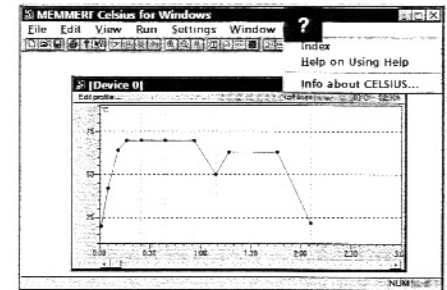 MEMMERT Celsius for Windows
File Edit View Run Settings Window ?
Index
Help on Using Help
Info about CELSIUS...
[Device 0]
Edit profile...
°C
75
50
25
0:00 0:30 1:00 1:30 2:00 2:30 3:0
NUM